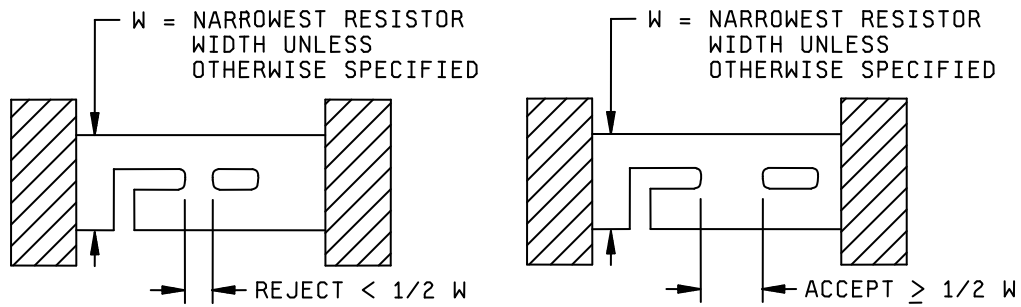 W = NARROWEST RESISTOR
WIDTH UNLESS
OTHERWISE SPECIFIED
REJECT < 1/2 W
W = NARROWEST RESISTOR
WIDTH UNLESS
OTHERWISE SPECIFIED
ACCEPT ≥ 1/2 W